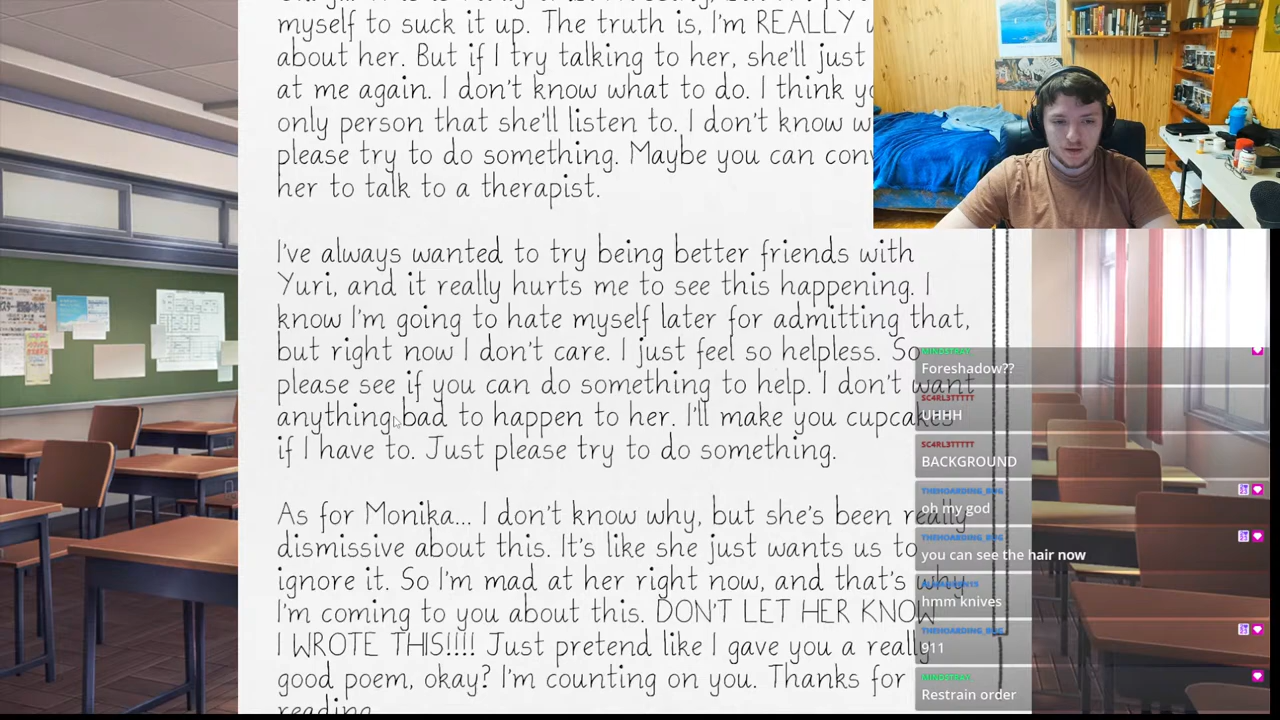 myself to suck it up. The truth is, I'm REALLY
about her. But if I try talking to her, she'll just
at me again. I don't know what to do. I think
only person that she'll listen to. I don't know
please try to do something. Maybe you can
her to talk to a therapist.
I've always wanted to try being better friends with
Yuri, and it really hurts me to see this happening. I
know I'm going to hate myself later for admitting that,
but right now I don't care. I just feel so helpless. So
please see if you can do something to help. I don't want
anything bad to happen to her. I'll make you cupcakes
if I have to. Just please try to do something.
As for Monika... I don't know why, but she's been really
dismissive about this. It's like she just wants us to
ignore it. So I'm mad at her right now, and that's why
I'm coming to you about this. DON'T LET HER KNOW
I WROTE THIS!!!! Just pretend like I gave you a really
good poem, okay? I'm counting on you. Thanks for
reading
MINDSTRAY
Foreshadow??
SC4RL3TTTTT
UHHH
SC4RL3TTTTT
BACKGROUND
THEHOARDING_BUG
oh my god
THEHOARDING_BUG
you can see the hair now
hmm knives
THEHOARDING_BUG
911
MINDSTRAY
Restrain order